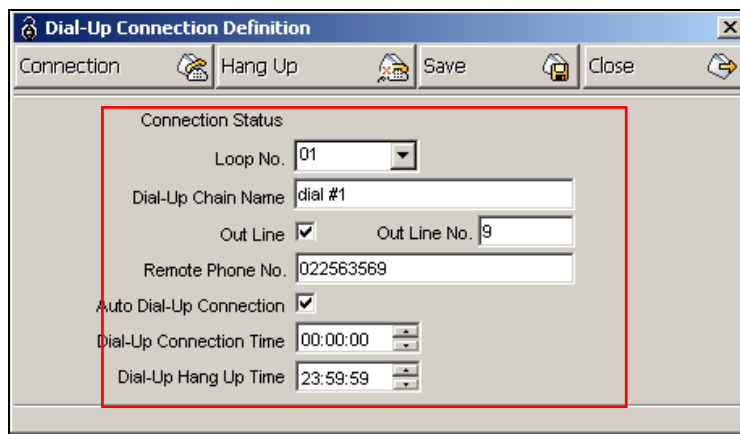 Dial-Up Connection Definition
Connection Hang Up Save Close
Connection Status
Loop No. 01
Dial-Up Chain Name dial #1
Out Line Out Line No. 9
Remote Phone No. 022563569
Auto Dial-Up Connection
Dial-Up Connection Time 00:00:00
Dial-Up Hang Up Time 23:59:59